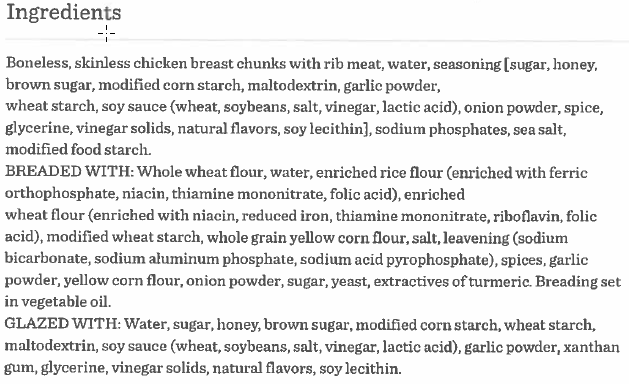 Ingredients
Boneless, skinless chicken breast chunks with rib meat, water, seasoning [sugar, honey,
brown sugar, modified corn starch, maltodextrin, garlic powder,
wheat starch, soy sauce (wheat, soybeans, salt, vinegar, lactic acid), onion powder, spice,
glycerine, vinegar solids, natural flavors, soy lecithin], sodium phosphates, sea salt,
modified food starch.
BREADED WITH: Whole wheat flour, water, enriched rice flour (enriched with ferric
orthophosphate, niacin, thiamine mononitrate, folic acid), enriched
wheat flour (enriched with niacin, reduced iron, thiamine mononitrate, riboflavin, folic
acid), modified wheat starch, whole grain yellow corn flour, salt, leavening (sodium
bicarbonate, sodium aluminum phosphate, sodium acid pyrophosphate), spices, garlic
powder, yellow corn flour, onion powder, sugar, yeast, extractives of turmeric. Breading set
in vegetable oil.
GLAZED WITH: Water, sugar, honey, brown sugar, modified corn starch, wheat starch,
maltodextrin, soy sauce (wheat, soybeans, salt, vinegar, lactic acid), garlic powder, xanthan
gum, glycerine, vinegar solids, natural flavors, soy lecithin.